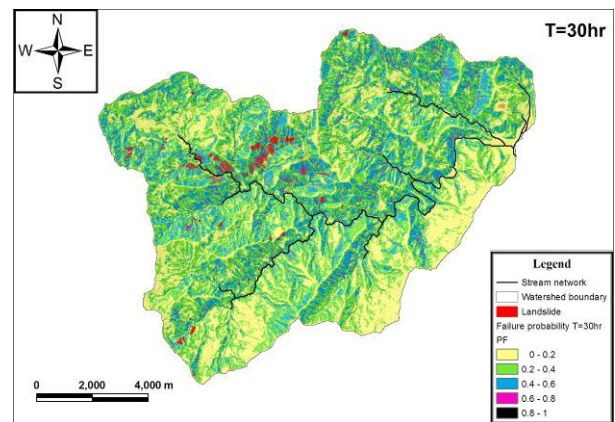 N
W E
S
T=30hr
Legend
Stream network
Watershed boundary
Landslide
Failure probability T=30hr
PF
0 - 0.2
0.2 - 0.4
0.4 - 0.6
0.6 - 0.8
0.8 - 1
0 2,000 4,000 m